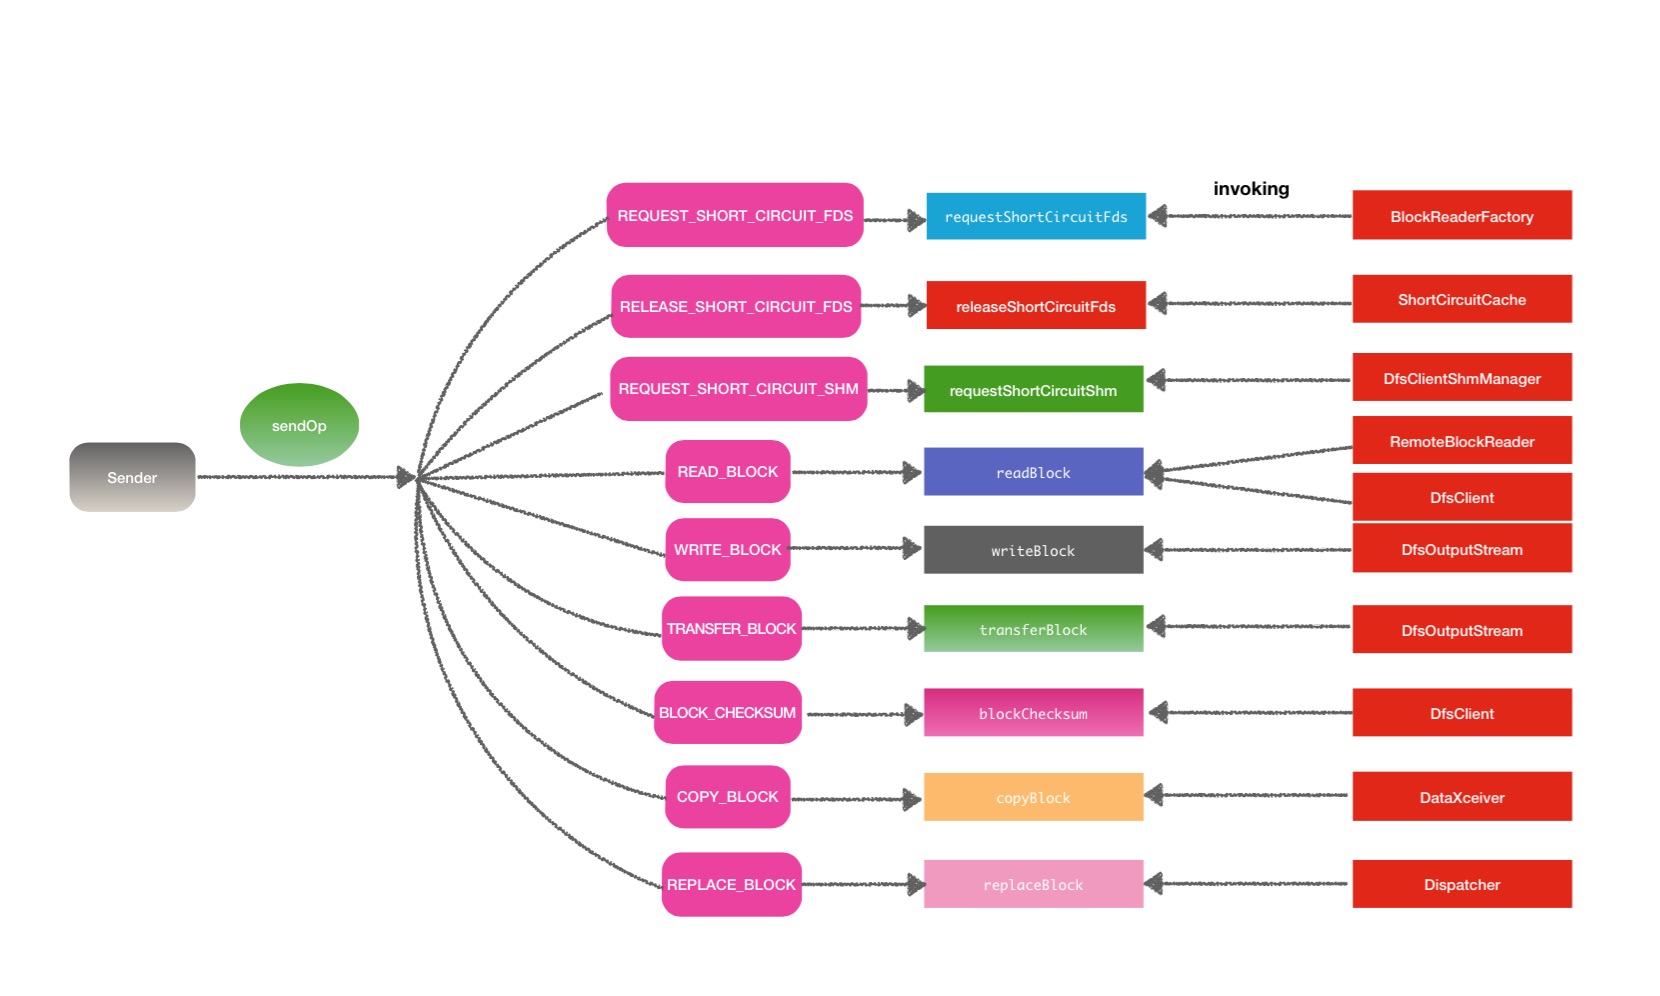 invoking
REQUEST_SHORT_CIRCUIT_FDS
requestShortCircuitFds
BlockReaderFactory
RELEASE_SHORT_CIRCUIT_FDS
releaseShortCircuitFds
ShortCircuitCache
REQUEST_SHORT_CIRCUIT_SHM
requestShortCircuitShm
DfsClientShmManager
sendOp
Sender
READ_BLOCK
readBlock
RemoteBlockReader
DfsClient
WRITE_BLOCK
writeBlock
DfsOutputStream
TRANSFER_BLOCK
transferBlock
DfsOutputStream
BLOCK_CHECKSUM
blockChecksum
DfsClient
COPY_BLOCK
copyBlock
DataXceiver
REPLACE_BLOCK
replaceBlock
Dispatcher